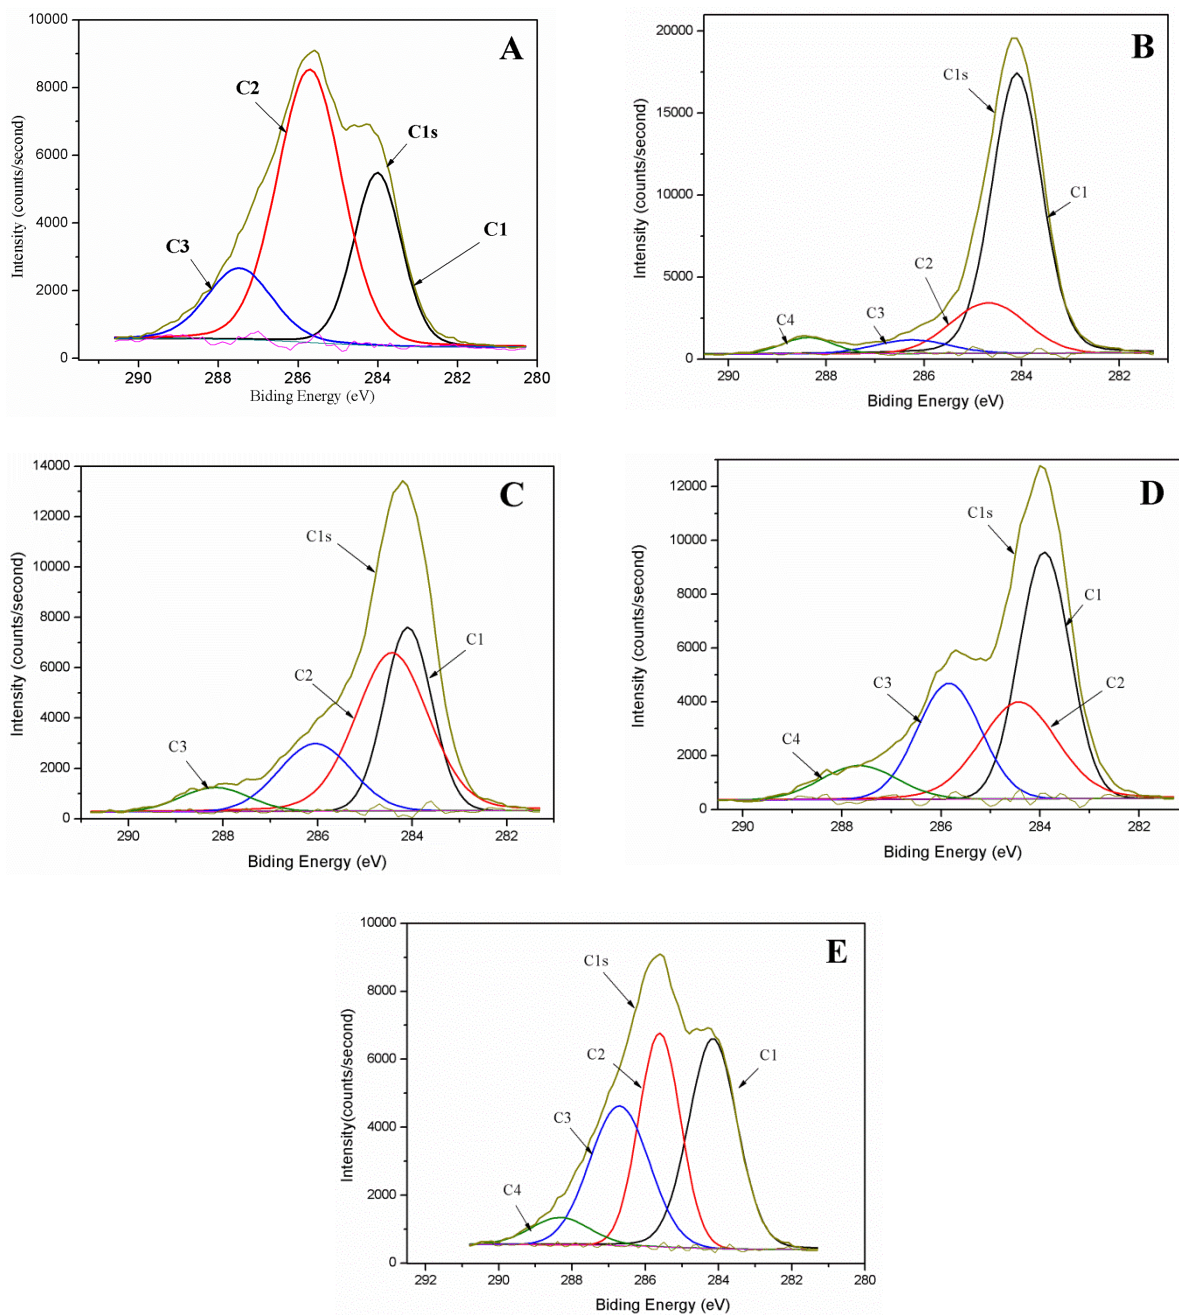 A
10000
8000
6000
4000
2000
0
Intensity (counts/second)
C2
C1s
C3
C1
290 288 286 284 282 280
Biding Energy (eV)
B
20000
15000
10000
5000
0
Intensity (counts/second)
C1s
C1
C2
C3
C4
290 288 286 284 282
Biding Energy (eV)
C
14000
12000
10000
8000
6000
4000
2000
0
Intensity (counts/second)
C1s
C1
C2
C3
290 288 286 284 282
Biding Energy (eV)
D
12000
10000
8000
6000
4000
2000
0
Intensity (counts/second)
C1s
C1
C3
C2
C4
290 288 286 284 282
Biding Energy (eV)
E
10000
8000
6000
4000
2000
0
Intensity(counts/second)
C1s
C2
C1
C3
C4
292 290 288 286 284 282 280
Biding Energy (eV)